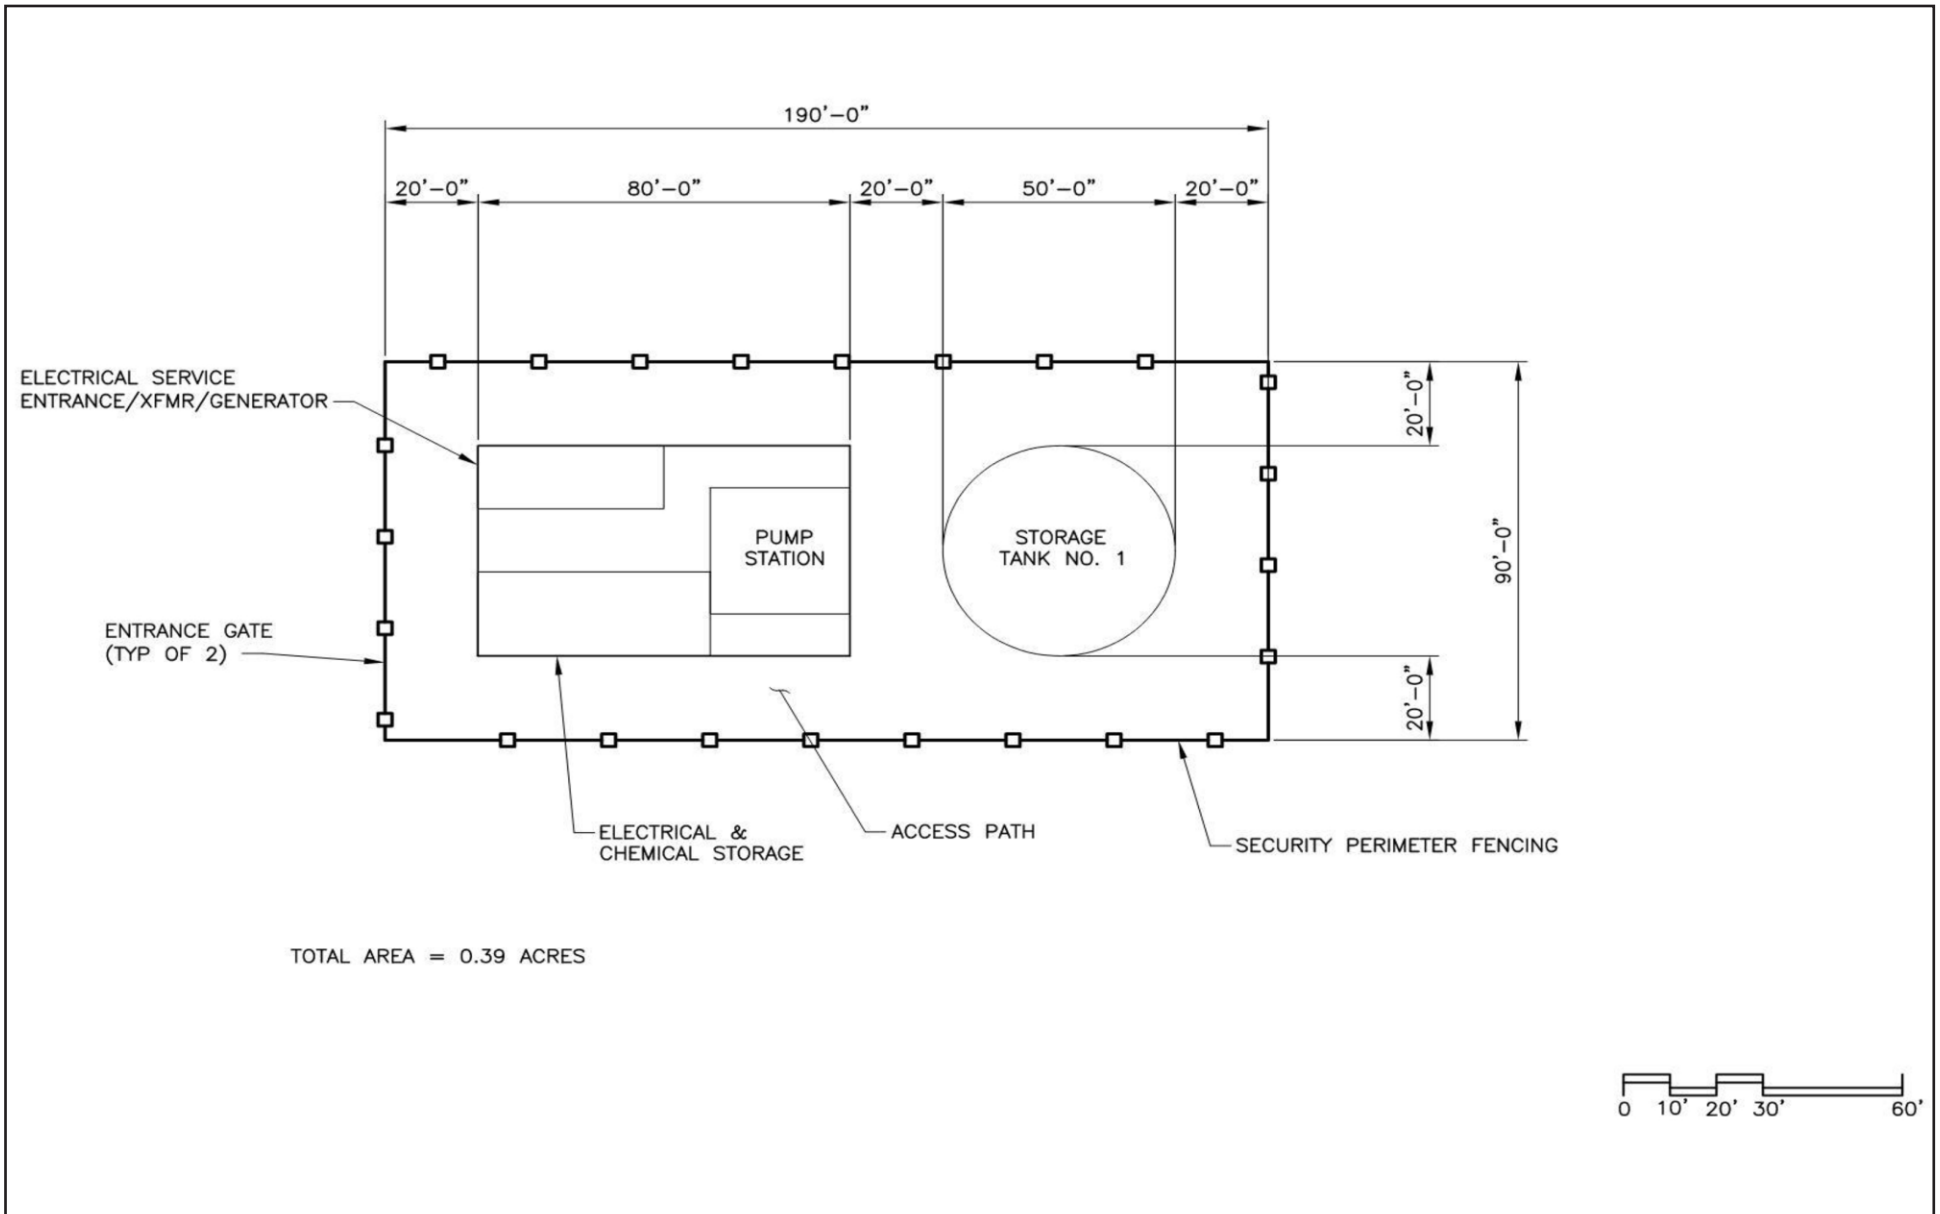 190'-0"
20'-0" 80'-0" 20'-0" 50'-0" 20'-0"
ELECTRICAL SERVICE
ENTRANCE/XFMR/GENERATOR
20'-0"
90'-0"
PUMP
STATION
STORAGE
TANK NO. 1
ENTRANCE GATE
(TYP OF 2)
20'-0"
ELECTRICAL &
CHEMICAL STORAGE
ACCESS PATH
SECURITY PERIMETER FENCING
TOTAL AREA = 0.39 ACRES
0 10' 20' 30' 60'